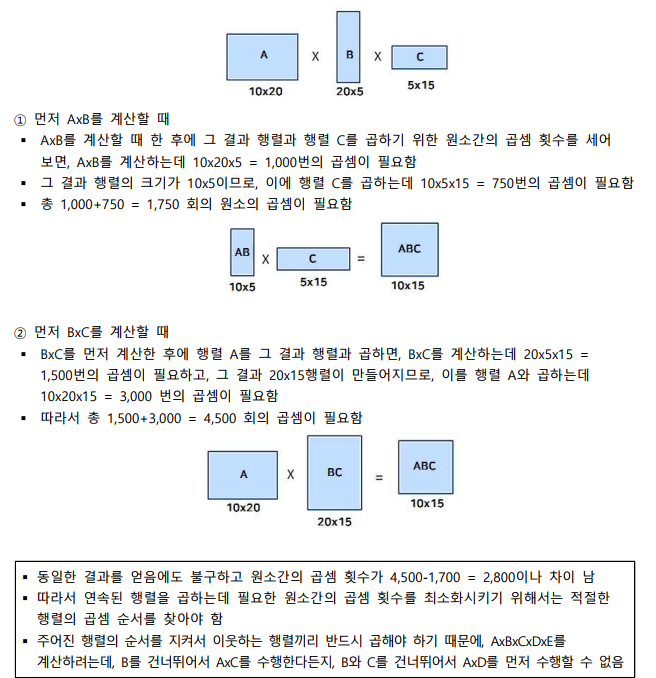 A X B X C
10x20 20x5 5x15
① 먼저 AxB를 계산할 때
▪ AxB를 계산할 때 한 후에 그 결과 행렬과 행렬 C를 곱하기 위한 원소간의 곱셈 횟수를 세어
보면, AxB를 계산하는데 10x20x5 = 1,000번의 곱셈이 필요함
▪ 그 결과 행렬의 크기가 10x5이므로, 이에 행렬 C를 곱하는데 10x5x15 = 750번의 곱셈이 필요함
▪ 총 1,000+750 = 1,750 회의 원소의 곱셈이 필요함
AB X C = ABC
10x5 5x15 10x15
② 먼저 BxC를 계산할 때
▪ BxC를 먼저 계산한 후에 행렬 A를 그 결과 행렬과 곱하면, BxC를 계산하는데 20x5x15 =
1,500번의 곱셈이 필요하고, 그 결과 20x15행렬이 만들어지므로, 이를 행렬 A와 곱하는데
10x20x15 = 3,000 번의 곱셈이 필요함
▪ 따라서 총 1,500+3,000 = 4,500 회의 곱셈이 필요함
A X BC = ABC
10x20 20x15 10x15
▪ 동일한 결과를 얻음에도 불구하고 원소간의 곱셈 횟수가 4,500-1,700 = 2,800이나 차이 남
▪ 따라서 연속된 행렬을 곱하는데 필요한 원소간의 곱셈 횟수를 최소화시키기 위해서는 적절한
행렬의 곱셈 순서를 찾아야 함
▪ 주어진 행렬의 순서를 지켜서 이웃하는 행렬끼리 반드시 곱해야 하기 때문에, AxBxCxDxE를
계산하려는데, B를 건너뛰어서 AxC를 수행한다든지, B와 C를 건너뛰어서 AxD를 먼저 수행할 수 없음